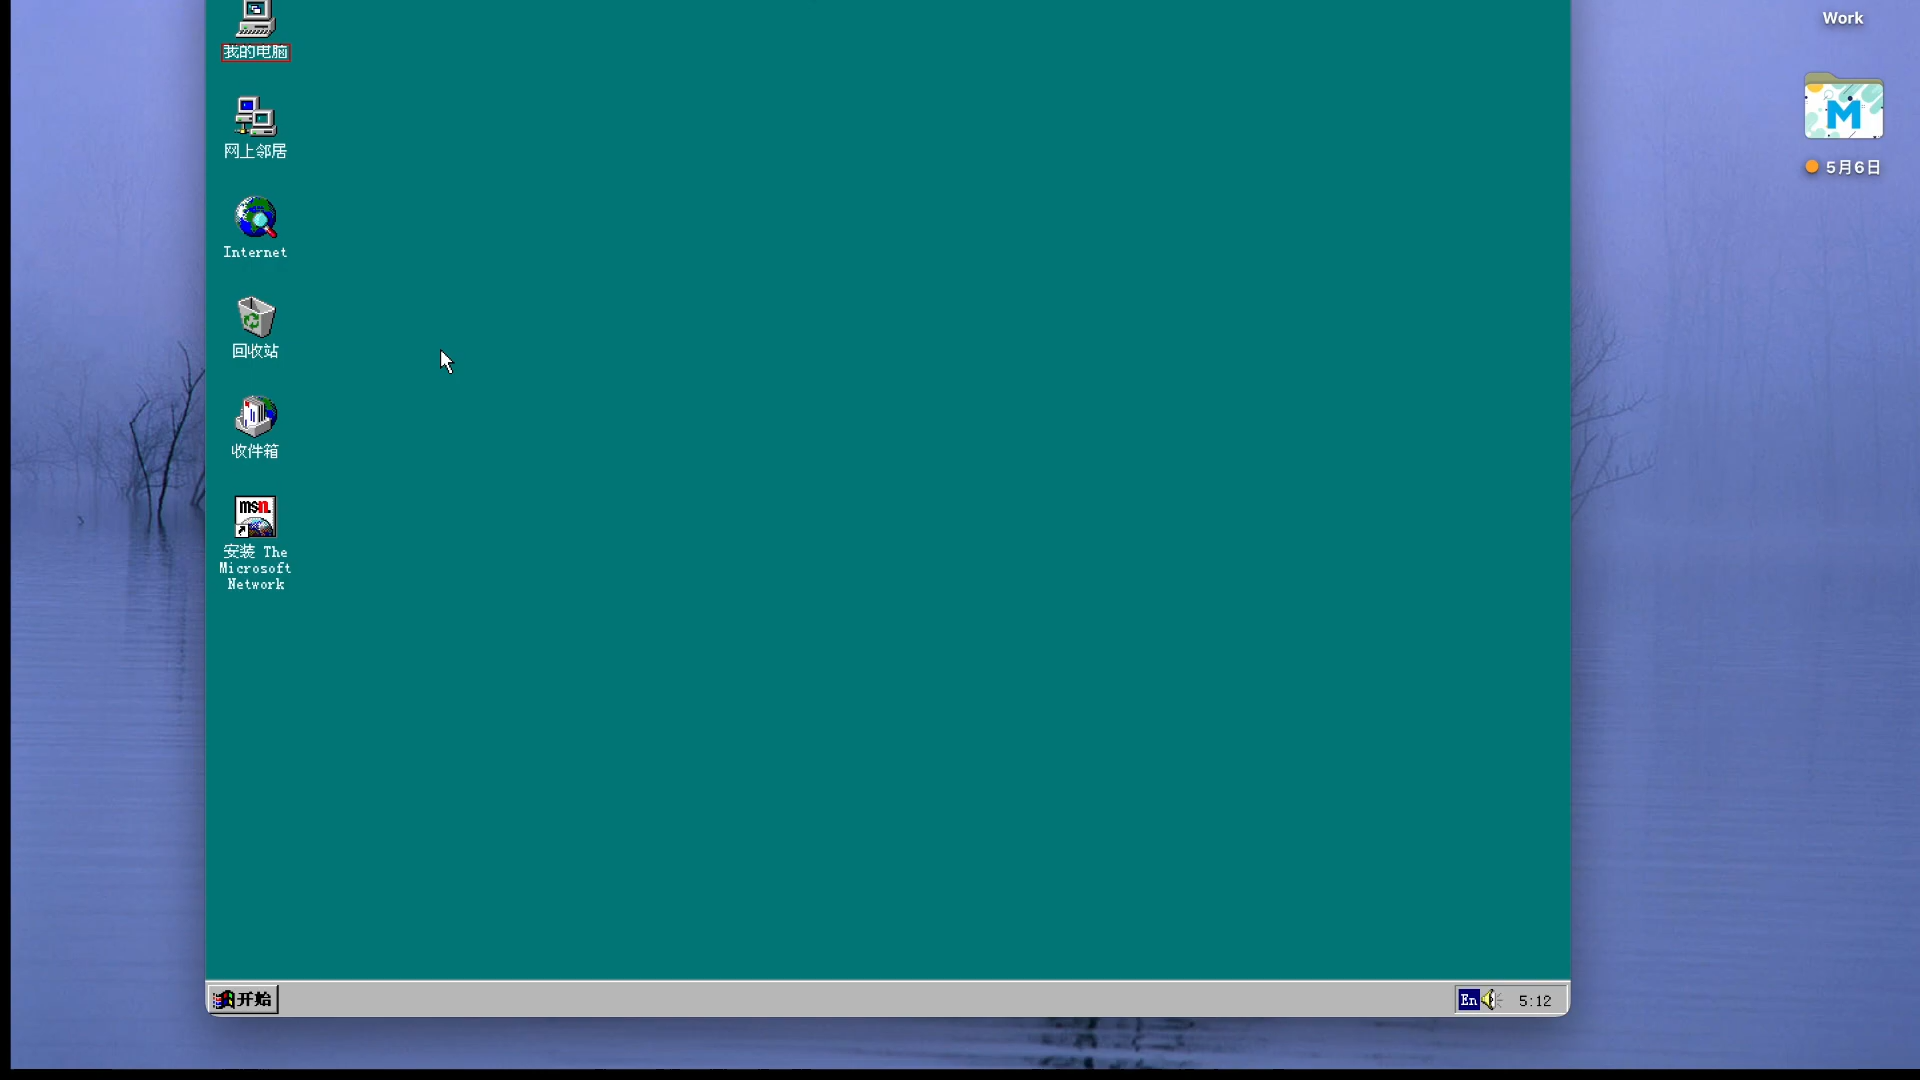 Work
我的电脑
网上邻居
5月6日
Internet
回收站
收件箱
msn.
安装 The
Microsoft
Network
开始
En
5:12
M